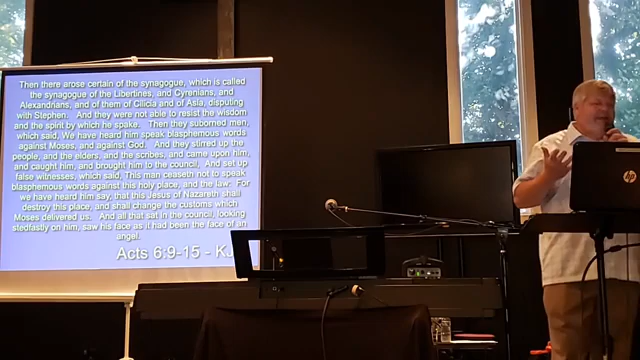 Then there arose certain of the synagogue, which is called
the synagogue of the Libertines, and Cyrenians, and
Alexandrians, and of them of Cilicia and of Asia, disputing
with Stephen. And they were not able to resist the wisdom
and the spirit by which he spake. Then they suborned men,
which said, We have heard him speak blasphemous words
against Moses, and against God. And they stirred up the
people, and the elders, and the scribes, and came upon him,
and caught him, and brought him to the council, And set up
false witnesses, which said, This man ceaseth not to speak
blasphemous words against this holy place, and the law: For
we have heard him say, that this Jesus of Nazareth shall
destroy this place, and shall change the customs which
Moses delivered us. And all that sat in the council, looking
stedfastly on him, saw his face as it had been the face of an
angel.
Acts 6:9-15 - KJ
hp